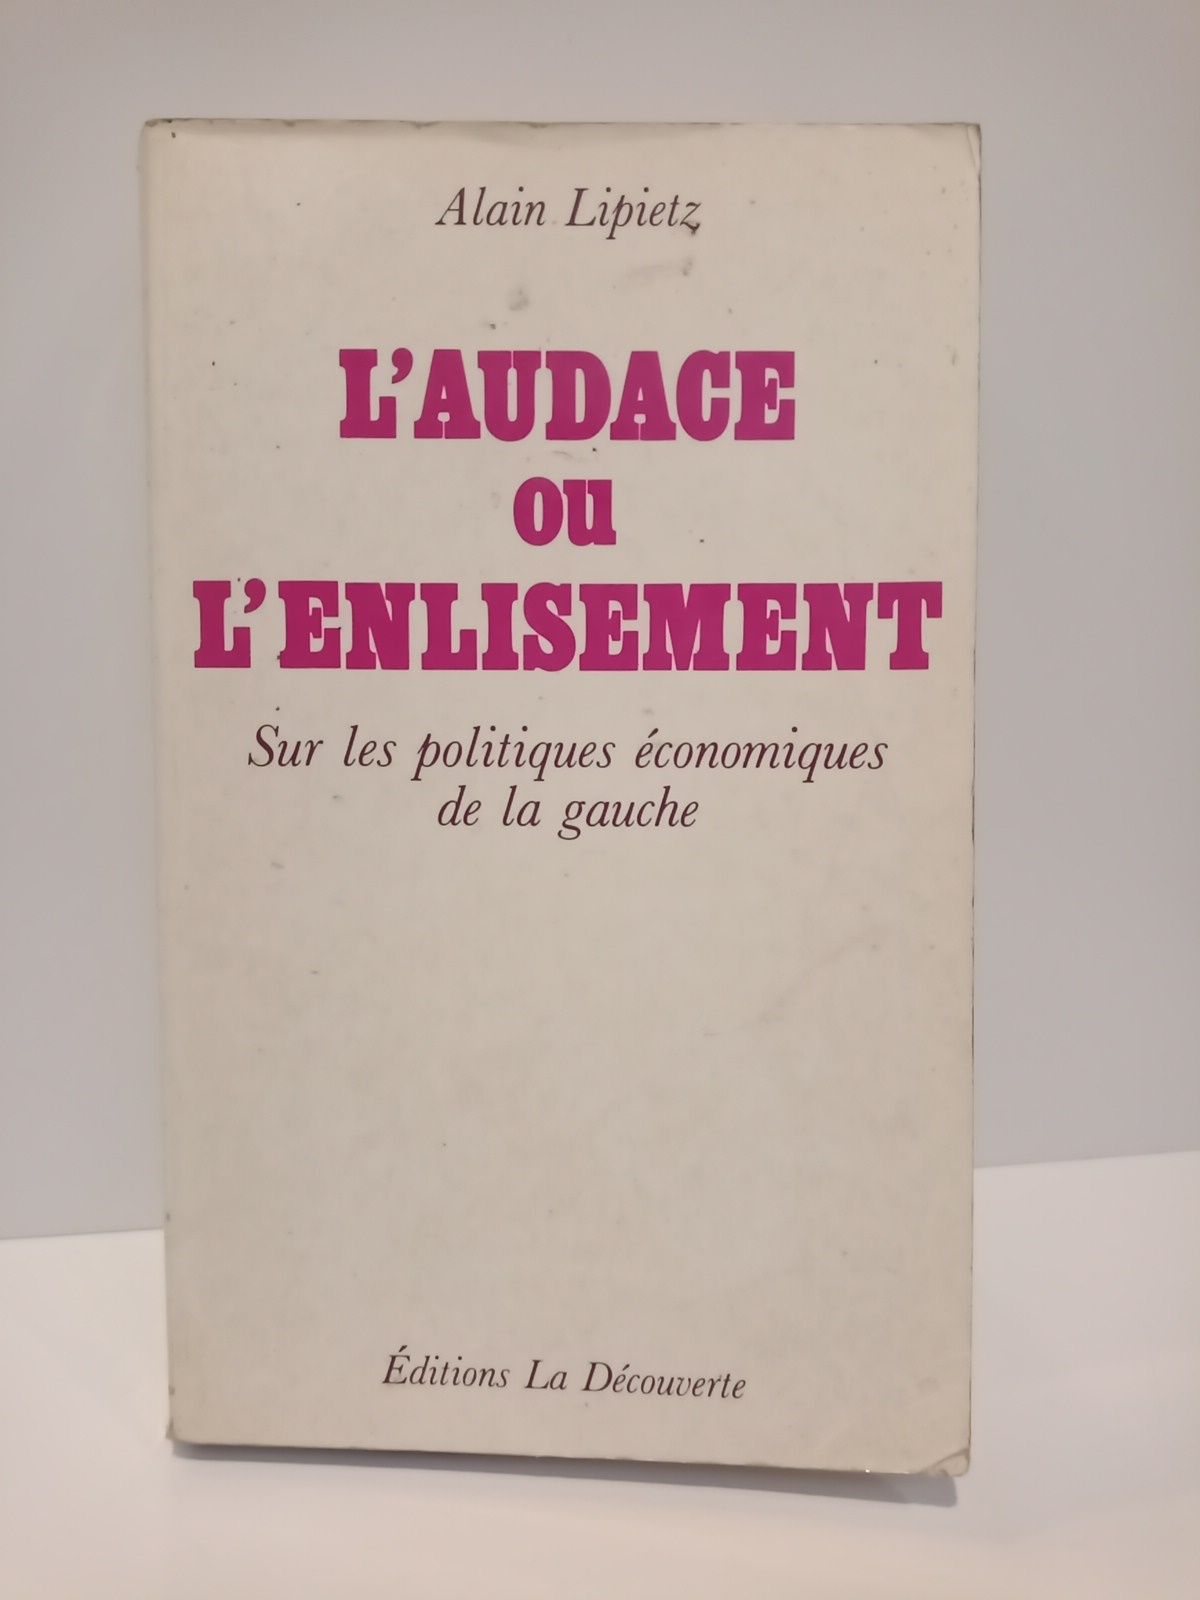 Alain Lipietz
L'AUDACE
OU
L'ENLISEMENT
Sur les politiques économiques
de la gauche
Éditions La Découverte